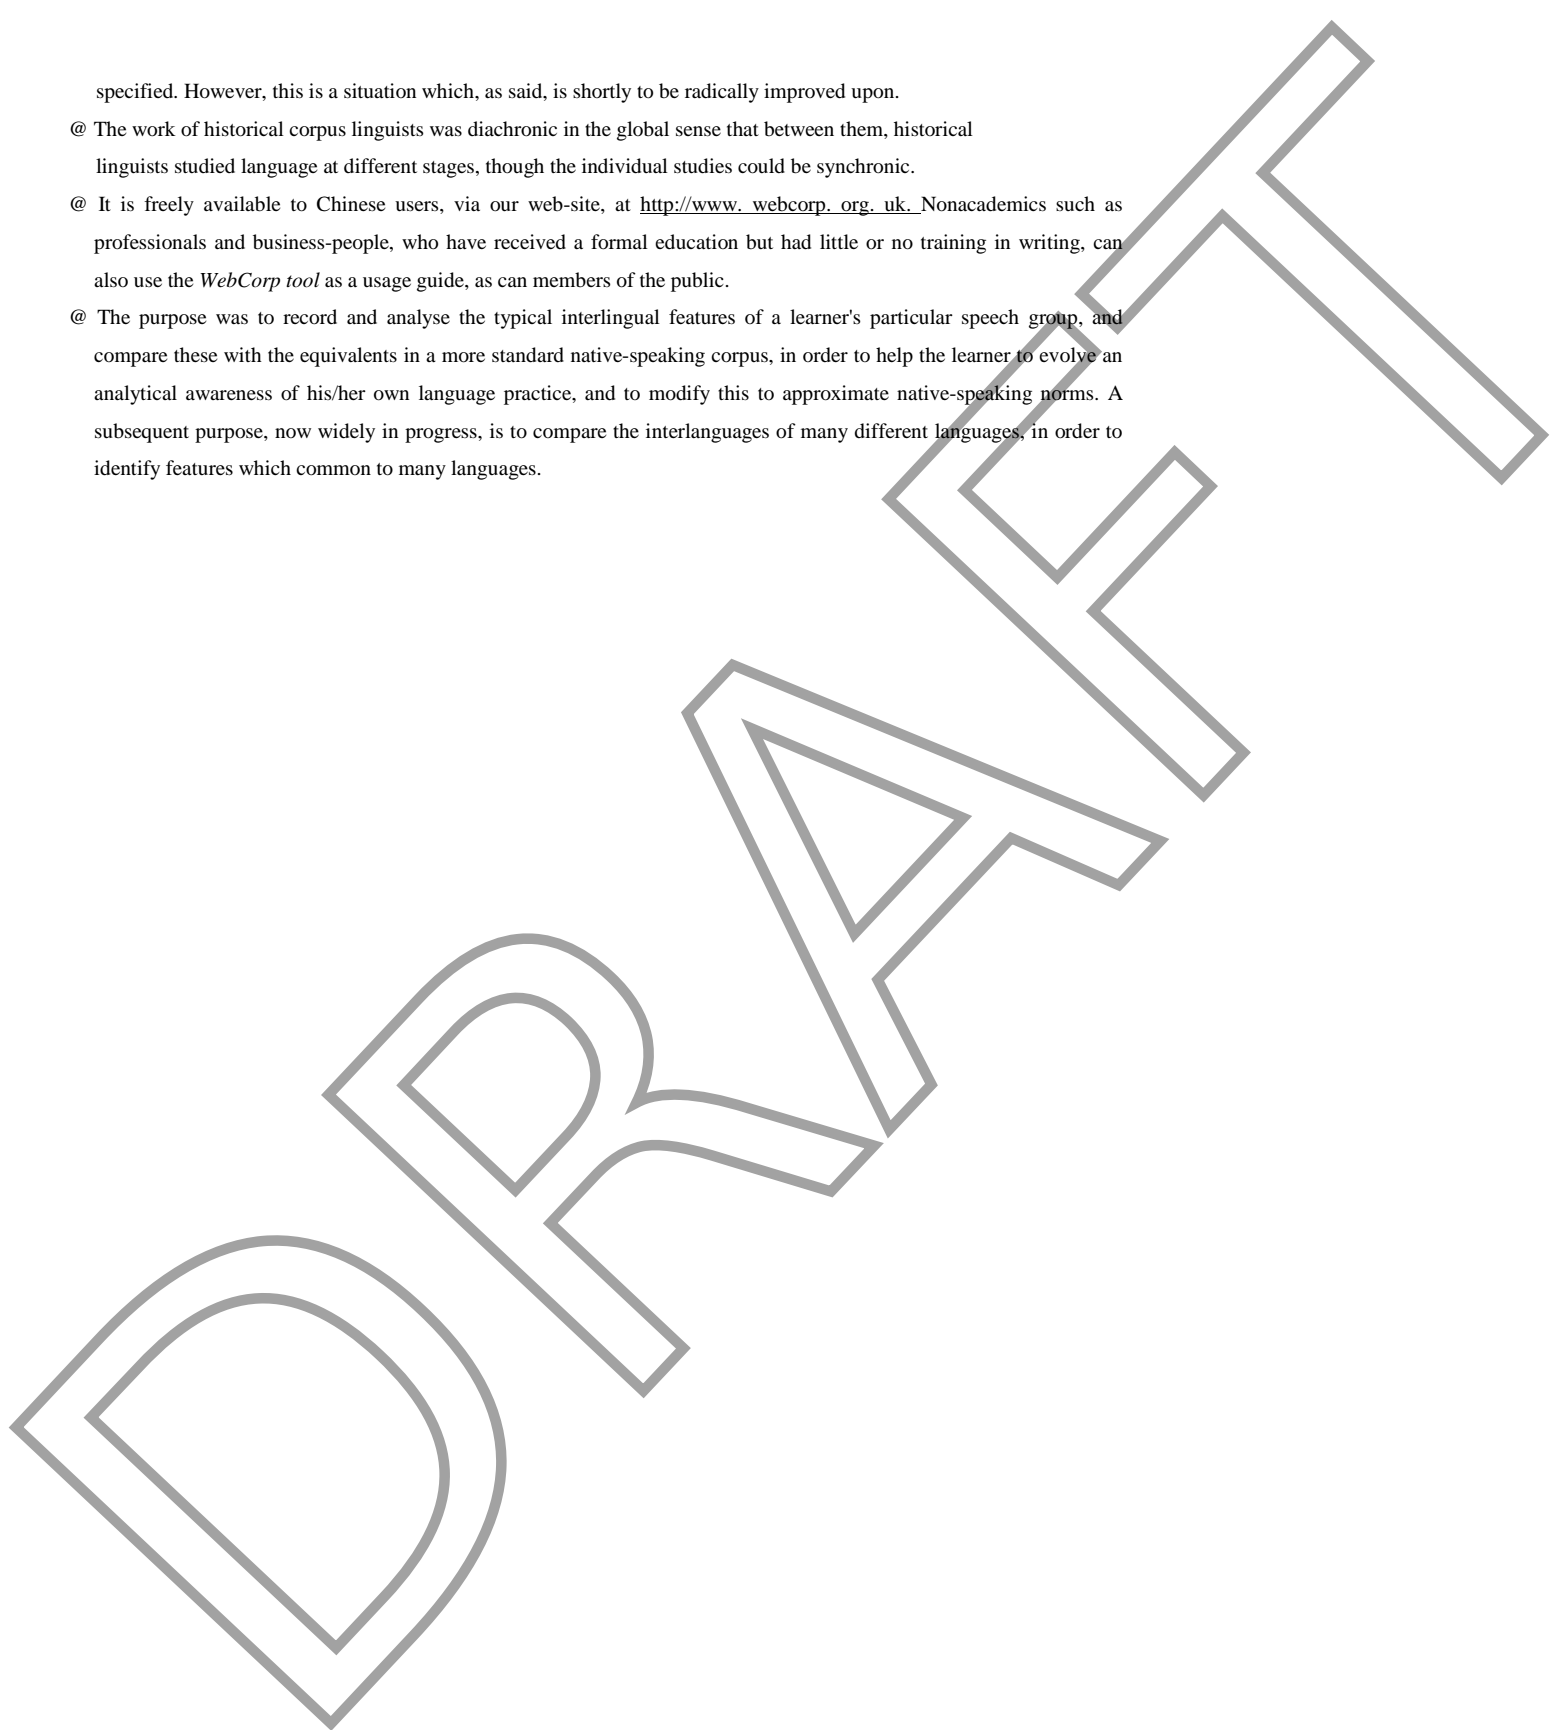 specified. However, this is a situation which, as said, is shortly to be radically improved upon.
@ The work of historical corpus linguists was diachronic in the global sense that between them, historical
linguists studied language at different stages, though the individual studies could be synchronic.
@ It is freely available to Chinese users, via our web-site, at http://www. webcorp. org. uk. Nonacademics such as
professionals and business-people, who have received a formal education but had little or no training in writing, can
also use the WebCorp tool as a usage guide, as can members of the public.
@ The purpose was to record and analyse the typical interlingual features of a learner's particular speech group, and
compare these with the equivalents in a more standard native-speaking corpus, in order to help the learner to evolve an
analytical awareness of his/her own language practice, and to modify this to approximate native-speaking norms. A
subsequent purpose, now widely in progress, is to compare the interlanguages of many different languages, in order to
identify features which common to many languages.
DRAFT